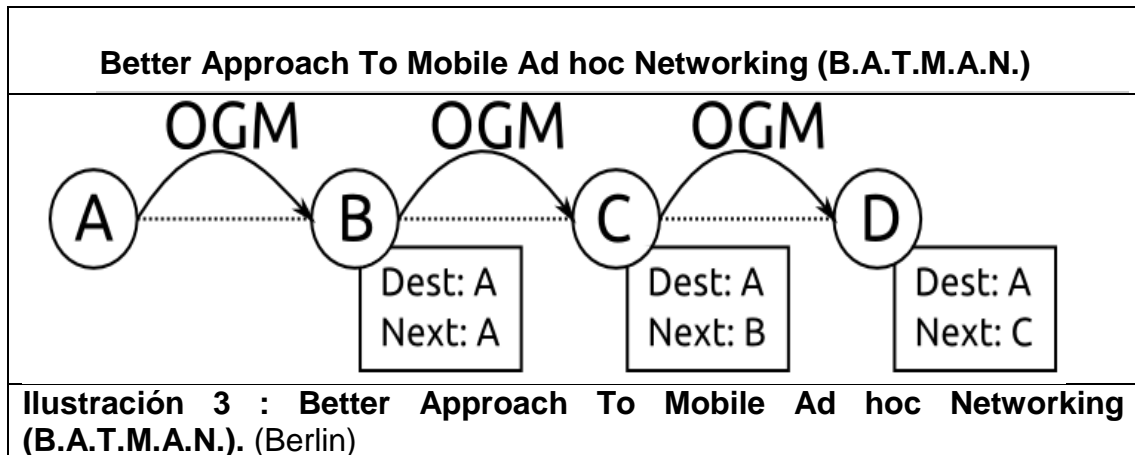 Better Approach To Mobile Ad hoc Networking (B.A.T.M.A.N.)
OGM OGM OGM
A B C D
Dest: A Dest: A Dest: A
Next: A Next: B Next: C
Ilustración 3 : Better Approach To Mobile Ad hoc Networking
(B.A.T.M.A.N.). (Berlin)